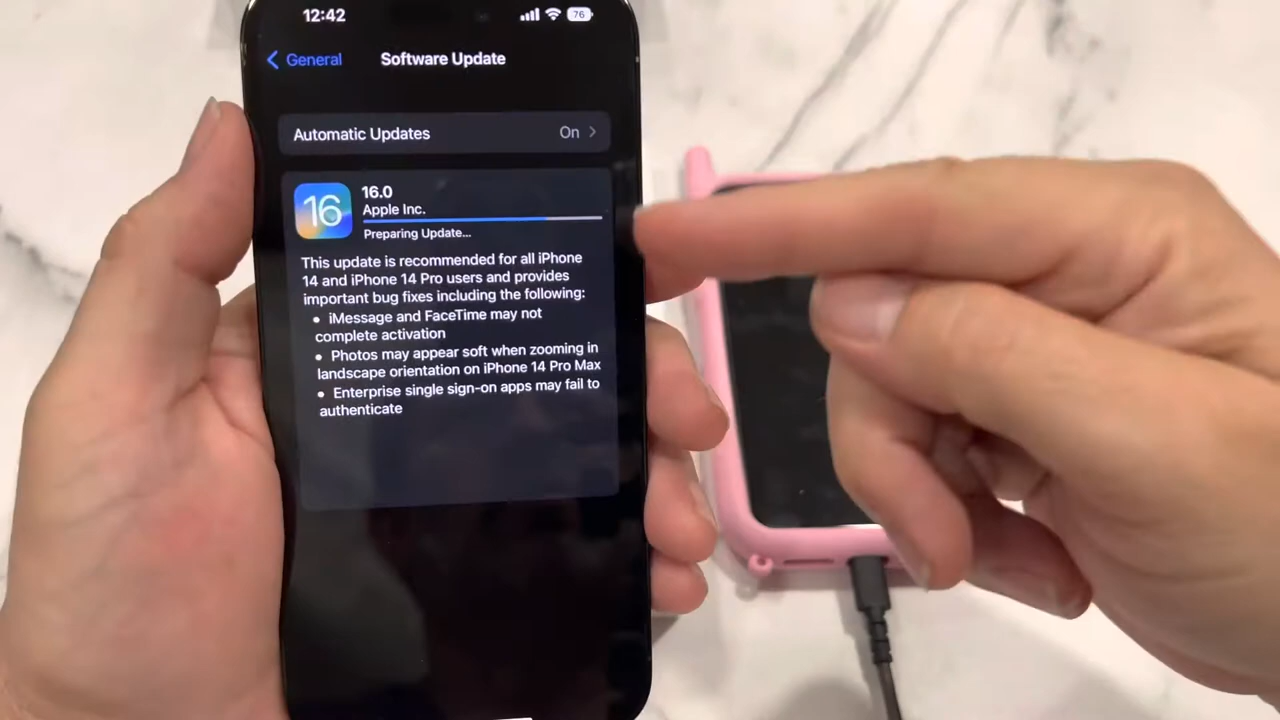 12:42
76
General
Software Update
Automatic Updates
On
16
16.0
Apple Inc.
Preparing Update...
This update is recommended for all iPhone
14 and iPhone 14 Pro users and provides
important bug fixes including the following:
• iMessage and FaceTime may not
complete activation
• Photos may appear soft when zooming in
landscape orientation on iPhone 14 Pro Max
• Enterprise single sign-on apps may fail to
authenticate